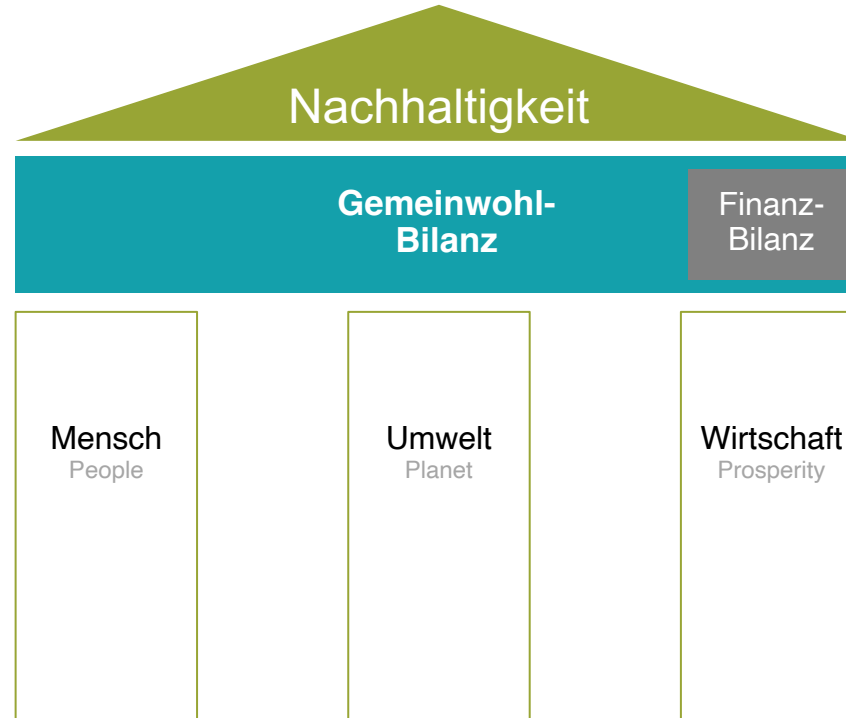 Nachhaltigkeit
Gemeinwohl-
Bilanz
Finanz-
Bilanz
Mensch
People
Umwelt
Planet
Wirtschaft
Prosperity